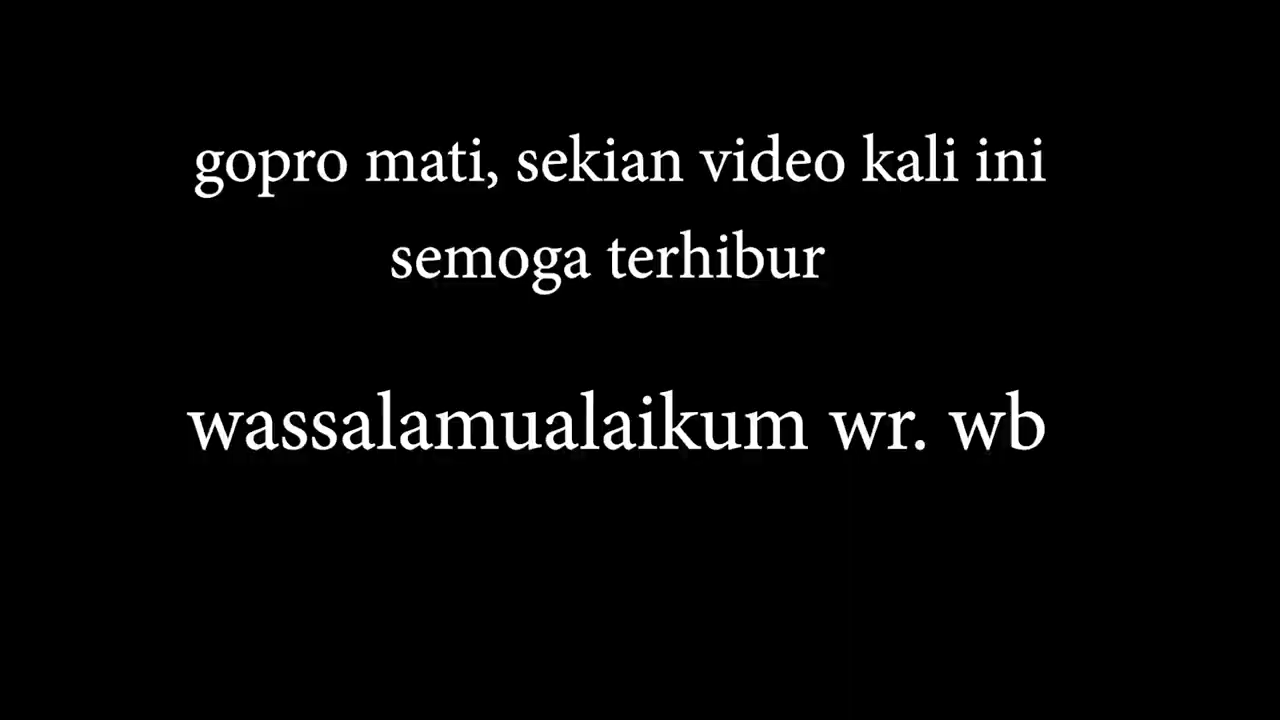 gopro mati, sekian video kali ini
semoga terhibur
wassalamualaikum wr. wb